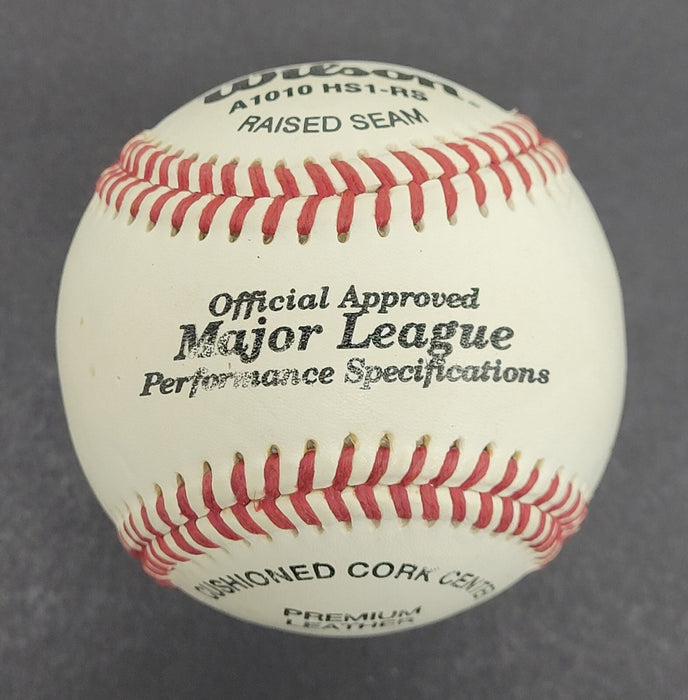 Wilson
A1010 HS1-RS
RAISED SEAM
Official Approved
Major League
Performance Specifications
CUSHIONED CORK CENTER
PREMIUM
LEATHER